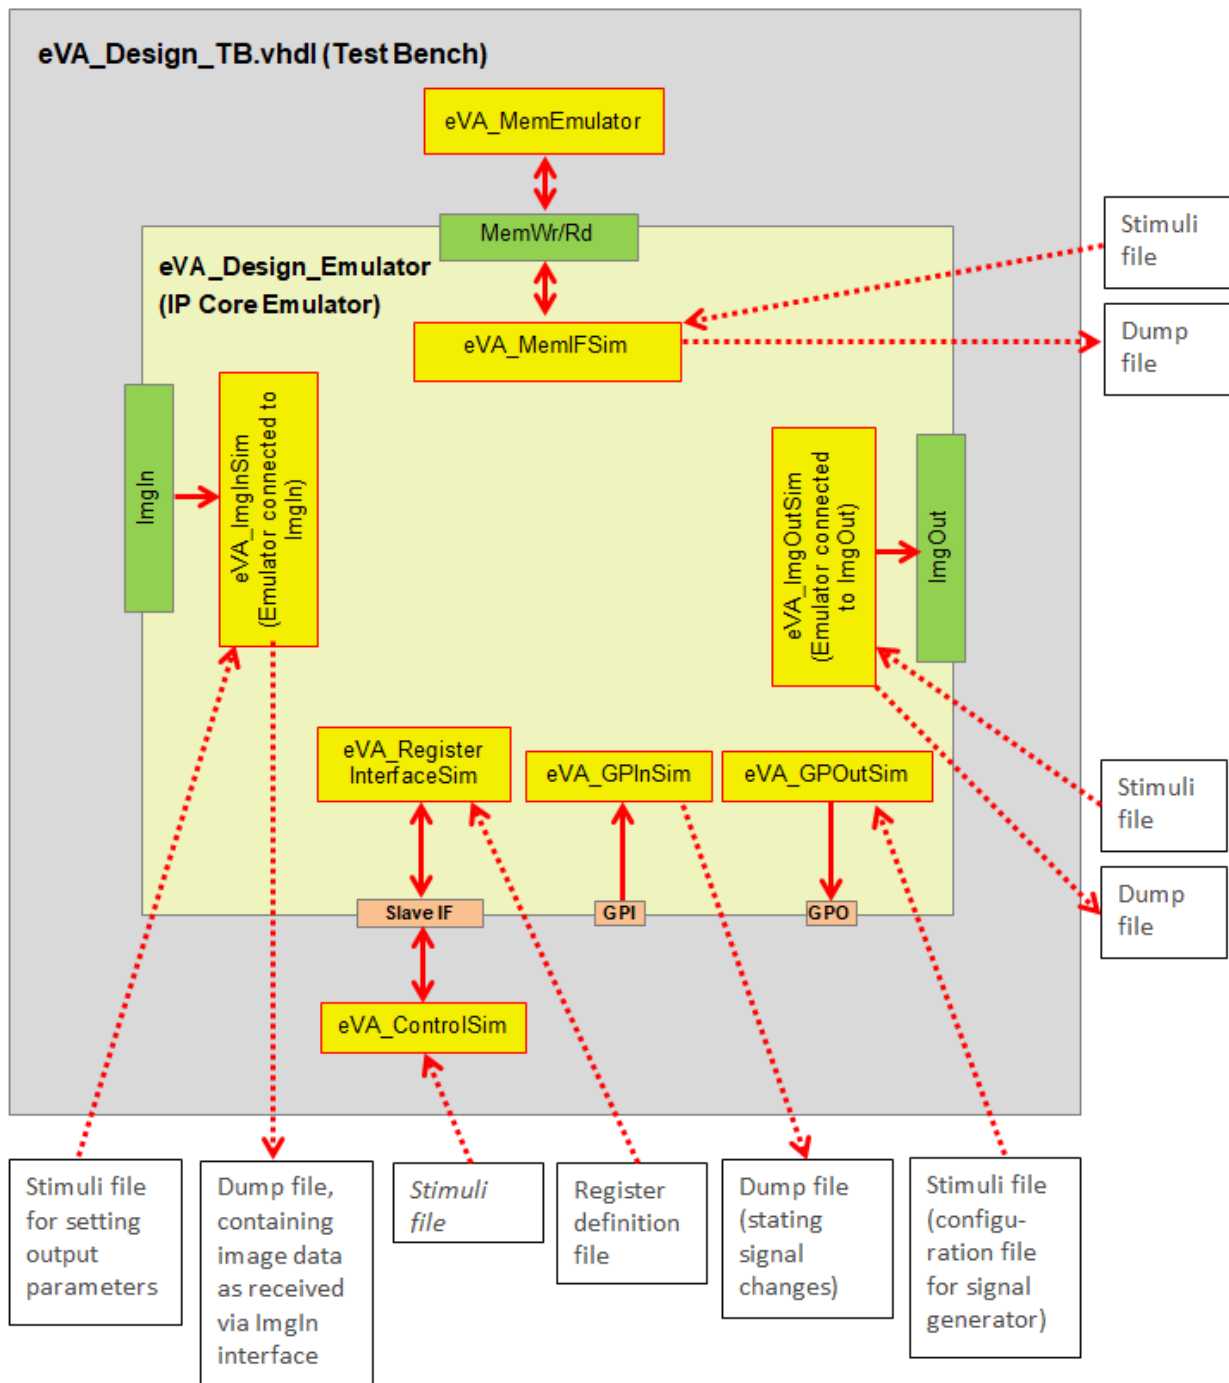 eVA_Design_TB.vhdl (Test Bench)
eVA_MemEmulator
MemWr/Rd
eVA_Design_Emulator
(IP Core Emulator)
eVA_MemIFSim
Stimuli
file
Dump
file
ImgIn
eVA_ImgInSim
(Emulator connected to
ImgIn)
eVA_ImgOutSim
(Emulator connected
to ImgOut)
ImgOut
eVA_Register
InterfaceSim
eVA_GPInSim
eVA_GPOutSim
Stimuli
file
Dump
file
Slave IF
GPI
GPO
eVA_ControlSim
Stimuli file
for setting
output
parameters
Dump file,
containing
image data
as received
via ImgIn
interface
Stimuli
file
Register
definition
file
Dump file
(stating
signal
changes)
Stimuli file
(configu-
ration file
for signal
generator)